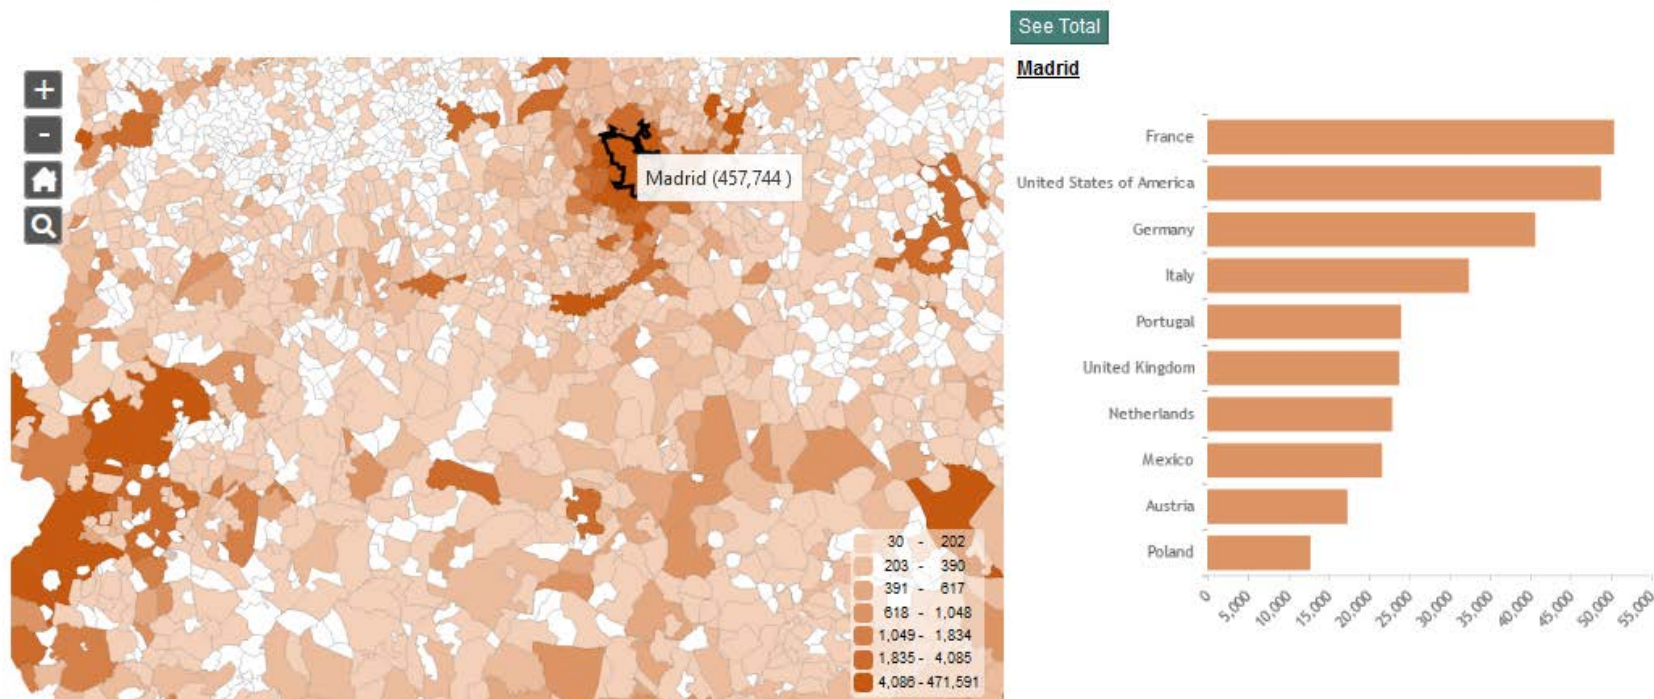 See Total
Madrid
+
-
Madrid (457,744 )
30 - 202
203 - 390
391 - 617
618 - 1,048
1,049 - 1,834
1,835 - 4,085
4,086 - 471,591
France
United States of America
Germany
Italy
Portugal
United Kingdom
Netherlands
Mexico
Austria
Poland
0
5,000
10,000
15,000
20,000
25,000
30,000
35,000
40,000
45,000
50,000
55,000